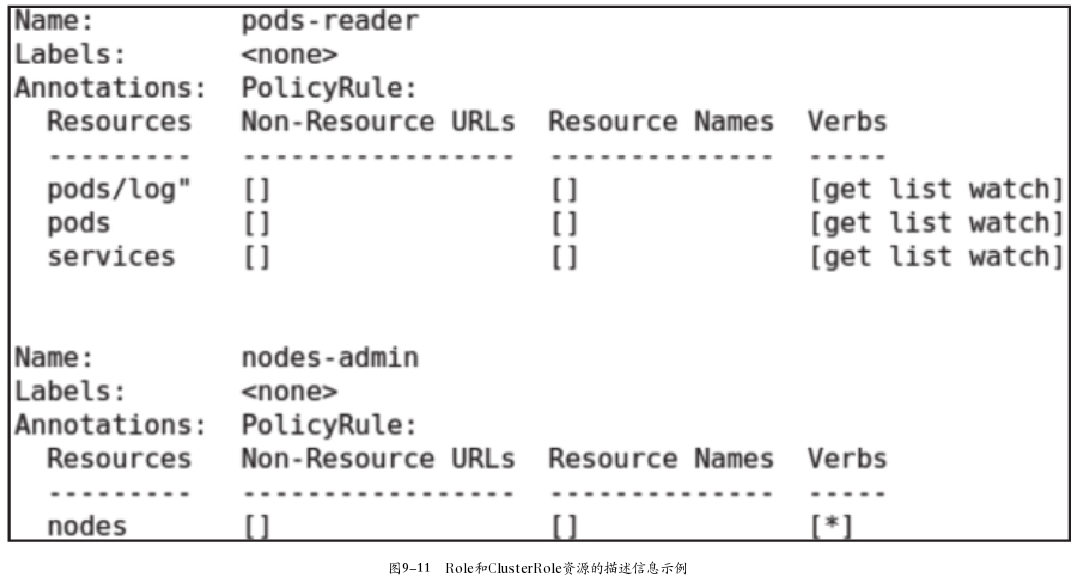 Name:         pods-reader
Labels:       <none>
Annotations:  PolicyRule:
  Resources   Non-Resource URLs  Resource Names  Verbs
  ---------   -----------------  --------------  -----
  pods/log"   []                 []              [get list watch]
  pods        []                 []              [get list watch]
  services    []                 []              [get list watch]
Name:         nodes-admin
Labels:       <none>
Annotations:  PolicyRule:
  Resources   Non-Resource URLs  Resource Names  Verbs
  ---------   -----------------  --------------  -----
  nodes       []                 []              [*]
图9-11 Role和ClusterRole资源的描述信息示例